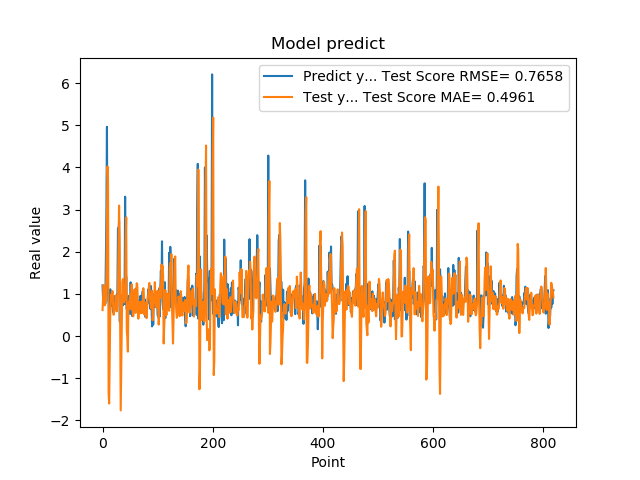 Model predict
Predict y... Test Score RMSE= 0.7658
Test y... Test Score MAE= 0.4961
Real value
6
5
4
3
2
1
0
−1
−2
0 200 400 600 800
Point